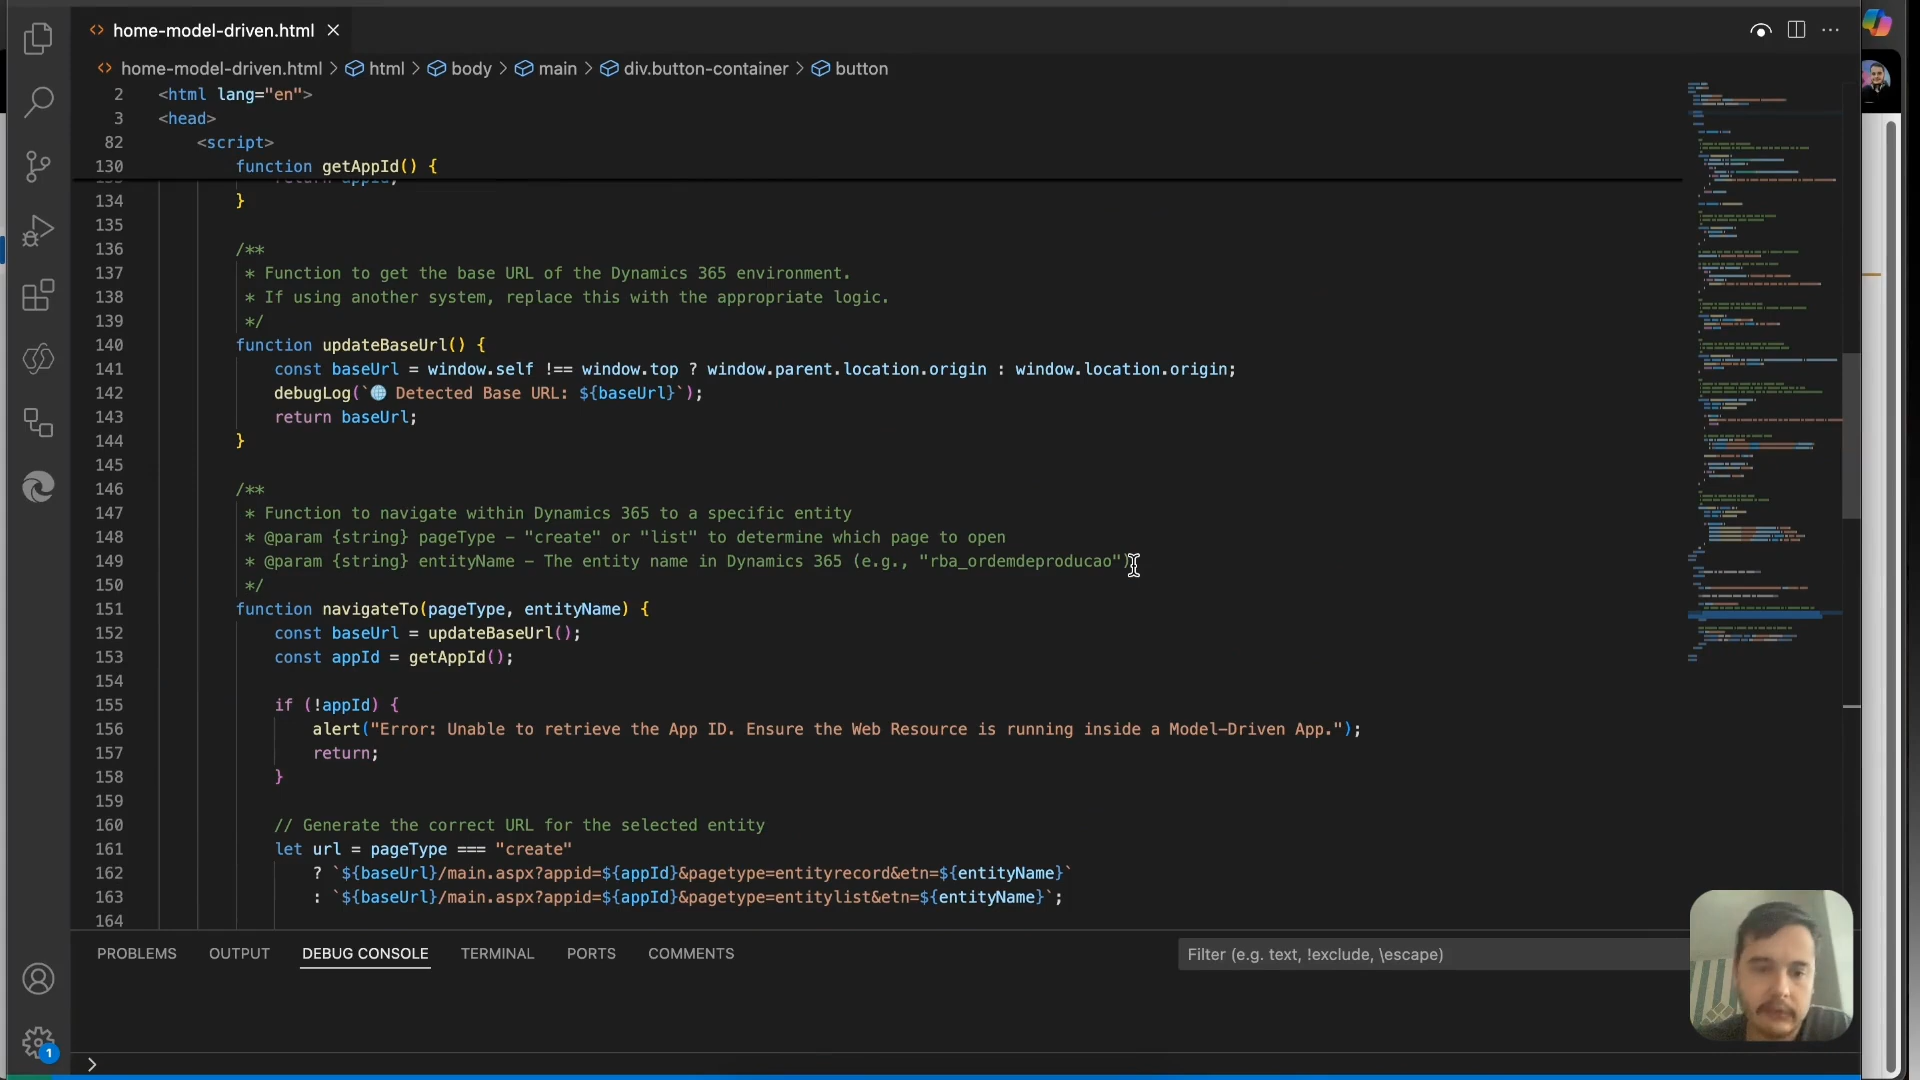 home-model-driven.html
home-model-driven.html > html > body > main > div.button-container > button
2 <html lang="en">
3 <head>
82 <script>
130 function getAppId() {
134 }
135
136 /**
137 * Function to get the base URL of the Dynamics 365 environment.
138 * If using another system, replace this with the appropriate logic.
139 */
140 function updateBaseUrl() {
141 const baseUrl = window.self !== window.top ? window.parent.location.origin : window.location.origin;
142 debugLog(`🌐 Detected Base URL: ${baseUrl}`);
143 return baseUrl;
144 }
145
146 /**
147 * Function to navigate within Dynamics 365 to a specific entity
148 * @param {string} pageType – "create" or "list" to determine which page to open
149 * @param {string} entityName – The entity name in Dynamics 365 (e.g., "rba_ordemdeproducao")
150 */
151 function navigateTo(pageType, entityName) {
152 const baseUrl = updateBaseUrl();
153 const appId = getAppId();
154
155 if (!appId) {
156 alert("Error: Unable to retrieve the App ID. Ensure the Web Resource is running inside a Model-Driven App.");
157 return;
158 }
159
160 // Generate the correct URL for the selected entity
161 let url = pageType === "create"
162 ? `${baseUrl}/main.aspx?appid=${appId}&pagetype=entityrecord&etn=${entityName}`
163 : `${baseUrl}/main.aspx?appid=${appId}&pagetype=entitylist&etn=${entityName}`;
164
PROBLEMS OUTPUT DEBUG CONSOLE TERMINAL PORTS COMMENTS Filter (e.g. text, !exclude, \escape)
1